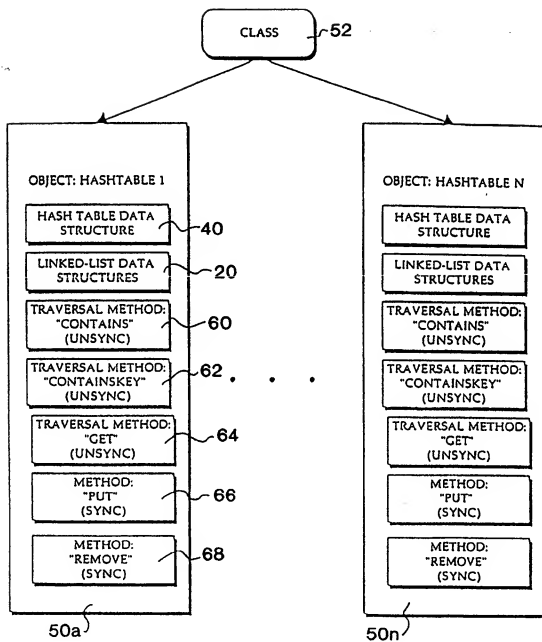 CLASS
52
OBJECT: HASHTABLE 1
HASH TABLE DATA
STRUCTURE
40
LINKED-LIST DATA
STRUCTURES
20
TRAVERSAL METHOD:
"CONTAINS"
(UNSYNC)
60
TRAVERSAL METHOD:
"CONTAINSKEY"
(UNSYNC)
62
TRAVERSAL METHOD:
"GET"
(UNSYNC)
64
METHOD:
"PUT"
(SYNC)
66
METHOD:
"REMOVE"
(SYNC)
68
50a
OBJECT: HASHTABLE N
HASH TABLE DATA
STRUCTURE
LINKED-LIST DATA
STRUCTURES
TRAVERSAL METHOD:
"CONTAINS"
(UNSYNC)
TRAVERSAL METHOD:
"CONTAINSKEY"
(UNSYNC)
TRAVERSAL METHOD:
"GET"
(UNSYNC)
METHOD:
"PUT"
(SYNC)
METHOD:
"REMOVE"
(SYNC)
50n